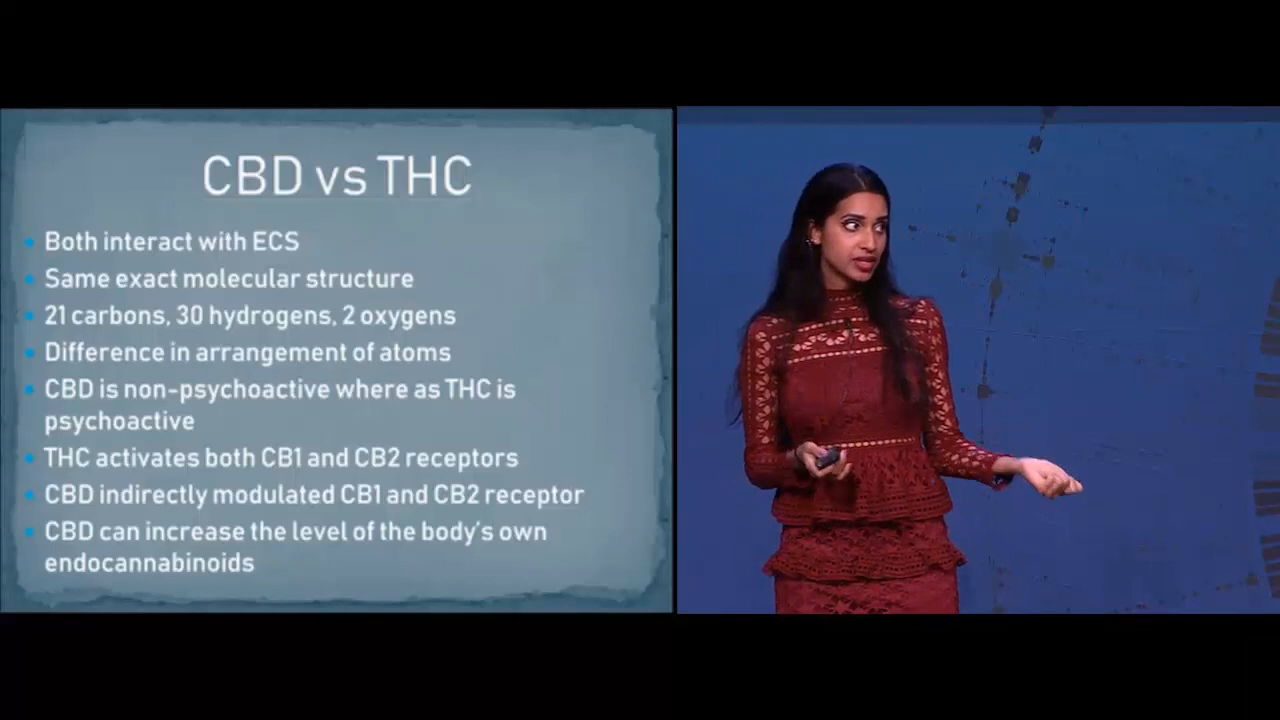 CBD vs THC
Both interact with ECS
Same exact molecular structure
21 carbons, 30 hydrogens, 2 oxygens
Difference in arrangement of atoms
CBD is non-psychoactive where as THC is
psychoactive
THC activates both CB1 and CB2 receptors
CBD indirectly modulated CB1 and CB2 receptor
CBD can increase the level of the body's own
endocannabinoids